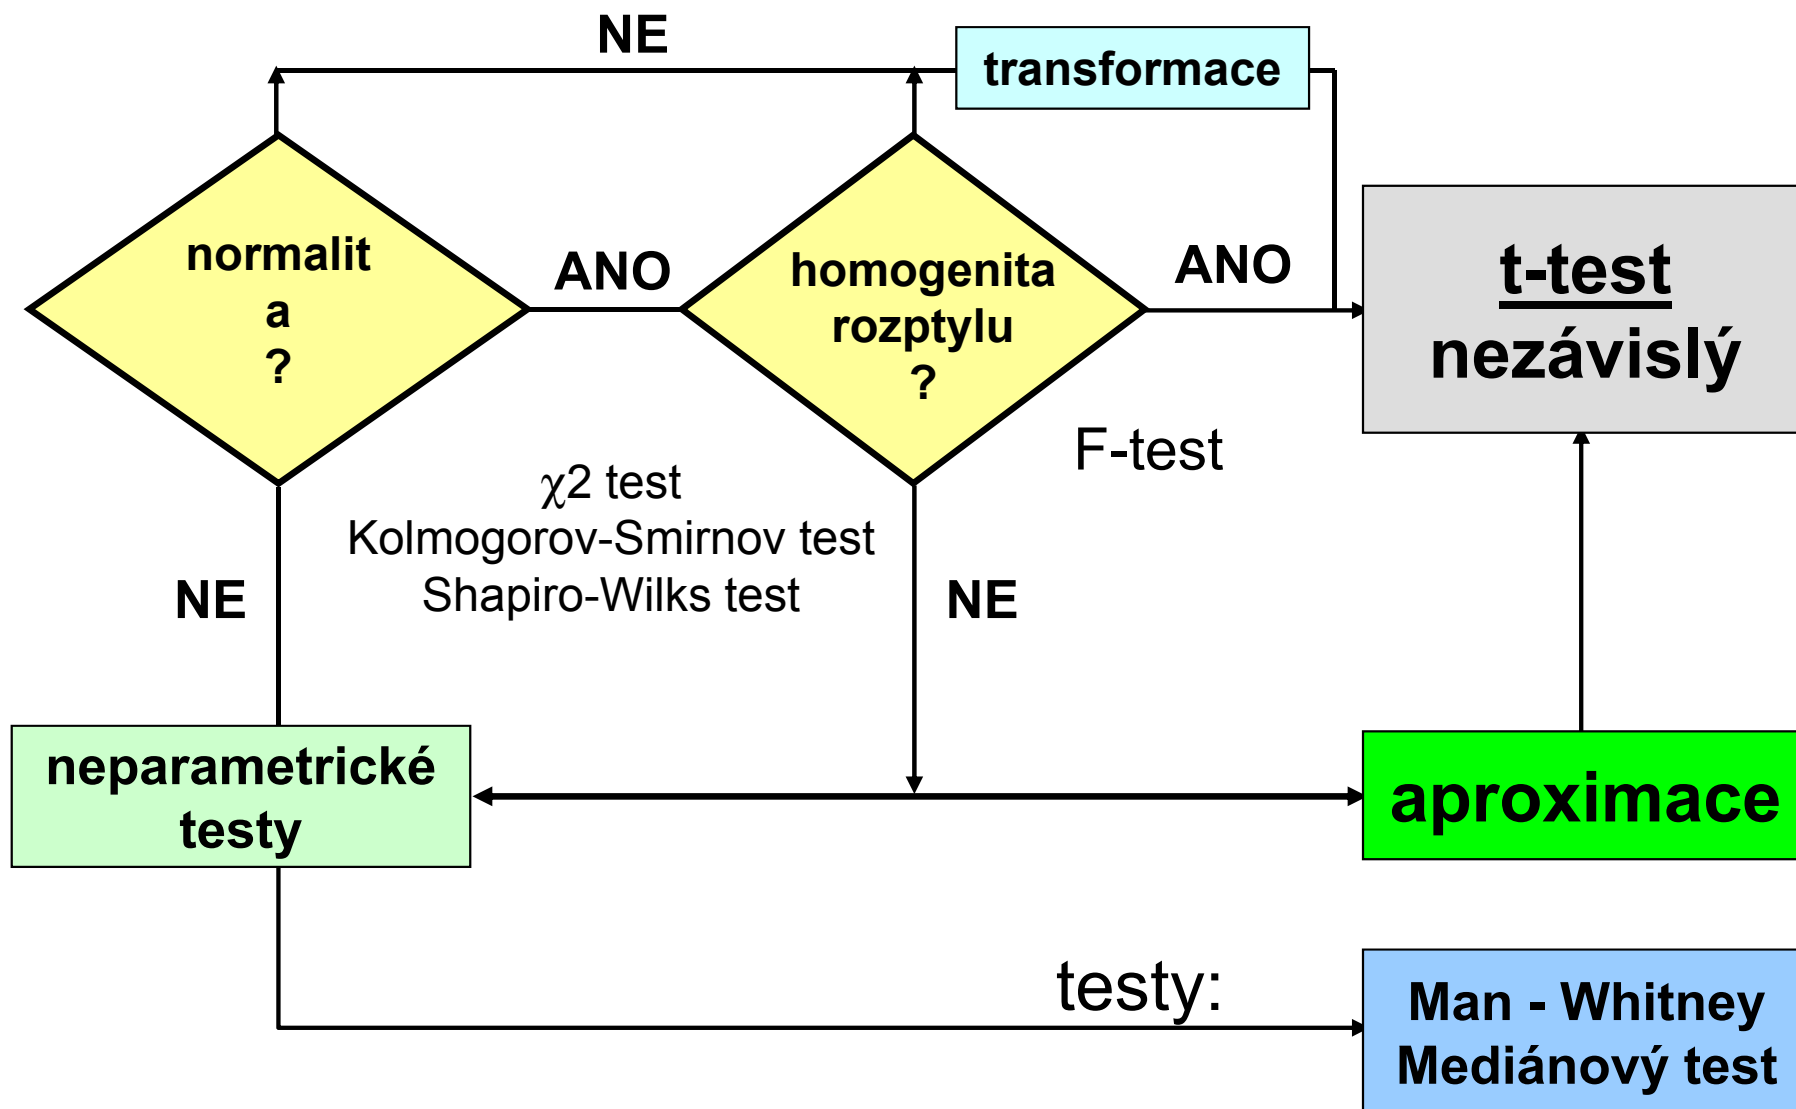 NE
transformace
normalit
a
?
ANO
homogenita
rozptylu
?
ANO
t-test
nezávislý
F-test
χ2 test
Kolmogorov-Smirnov test
Shapiro-Wilks test
NE
NE
neparametrické
testy
aproximace
testy:
Man - Whitney
Mediánový test